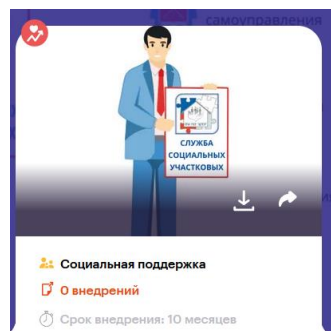 самоуправления
СЛУЖБА
СОЦИАЛЬНЫХ
УЧАСТКОВЫХ
Социальная поддержка
0 внедрений
Срок внедрения: 10 месяцев